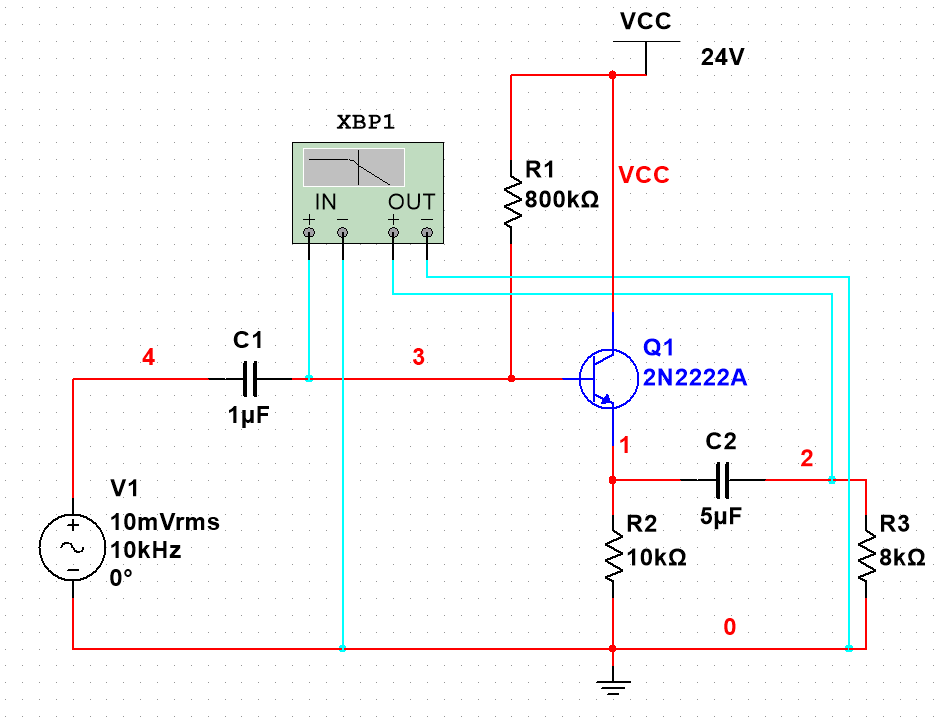 VCC
24V
XBP1
IN
OUT
+
−
+
−
R1
800kΩ
VCC
4
C1
1µF
3
Q1
2N2222A
1
C2
5µF
2
V1
10mVrms
10kHz
0°
+
−
R2
10kΩ
R3
8kΩ
0